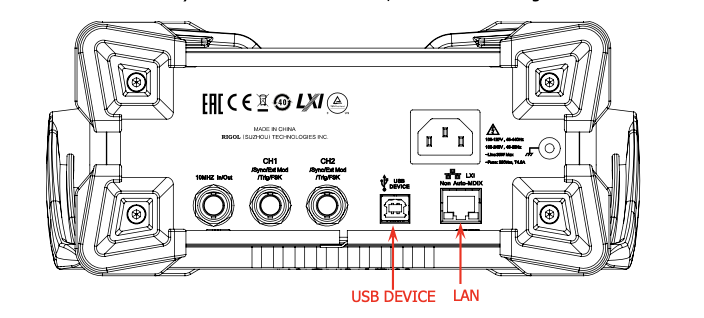 EAC CE 40 LXI
MADE IN CHINA
RIGOL (SUZHOU) TECHNOLOGIES INC.
CH1
/Sync/Ext Mod
/Trig/FSK
CH2
/Sync/Ext Mod
/Trig/FSK
10MHZ In/Out
USB
DEVICE
LXI
Non Auto-MDIX
USB DEVICE
LAN